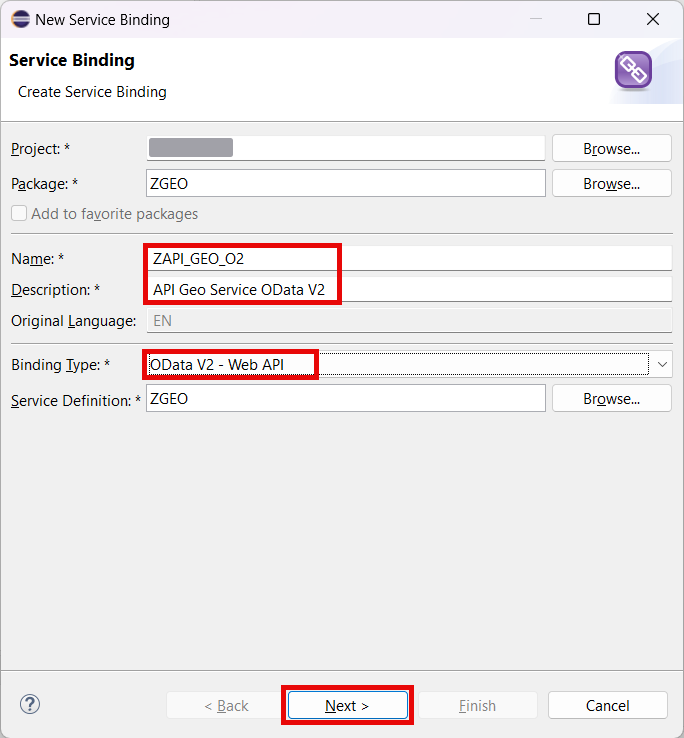 New Service Binding
Service Binding
Create Service Binding
Project: *
Browse...
Package: *
ZGEO
Browse...
Add to favorite packages
Name: *
ZAPI_GEO_O2
Description: *
API Geo Service OData V2
Original Language:
EN
Binding Type: *
OData V2 - Web API
Service Definition: *
ZGEO
Browse...
?
< Back
Next >
Finish
Cancel